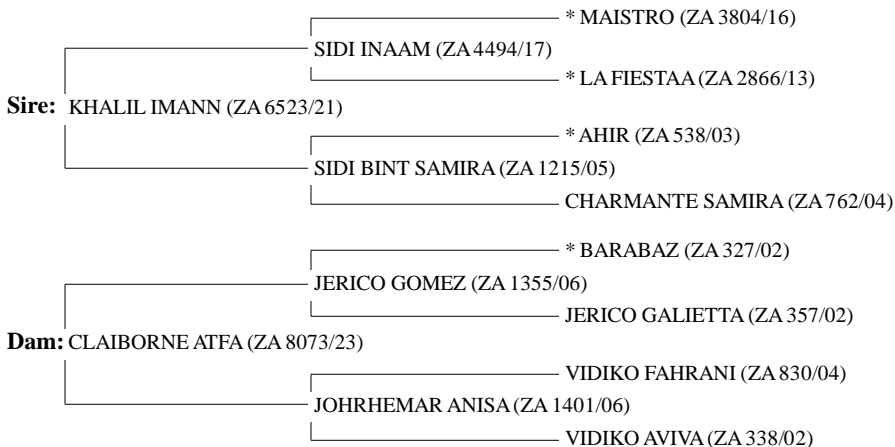 * MAISTRO (ZA 3804/16)
SIDI INAAM (ZA 4494/17)
* LA FIESTAA (ZA 2866/13)
Sire: KHALIL IMANN (ZA 6523/21)
* AHIR (ZA 538/03)
SIDI BINT SAMIRA (ZA 1215/05)
CHARMANTE SAMIRA (ZA 762/04)
* BARABAZ (ZA 327/02)
JERICO GOMEZ (ZA 1355/06)
JERICO GALIETTA (ZA 357/02)
Dam: CLAIBORNE ATFA (ZA 8073/23)
VIDIKO FAHRANI (ZA 830/04)
JOHRHEMAR ANISA (ZA 1401/06)
VIDIKO AVIVA (ZA 338/02)